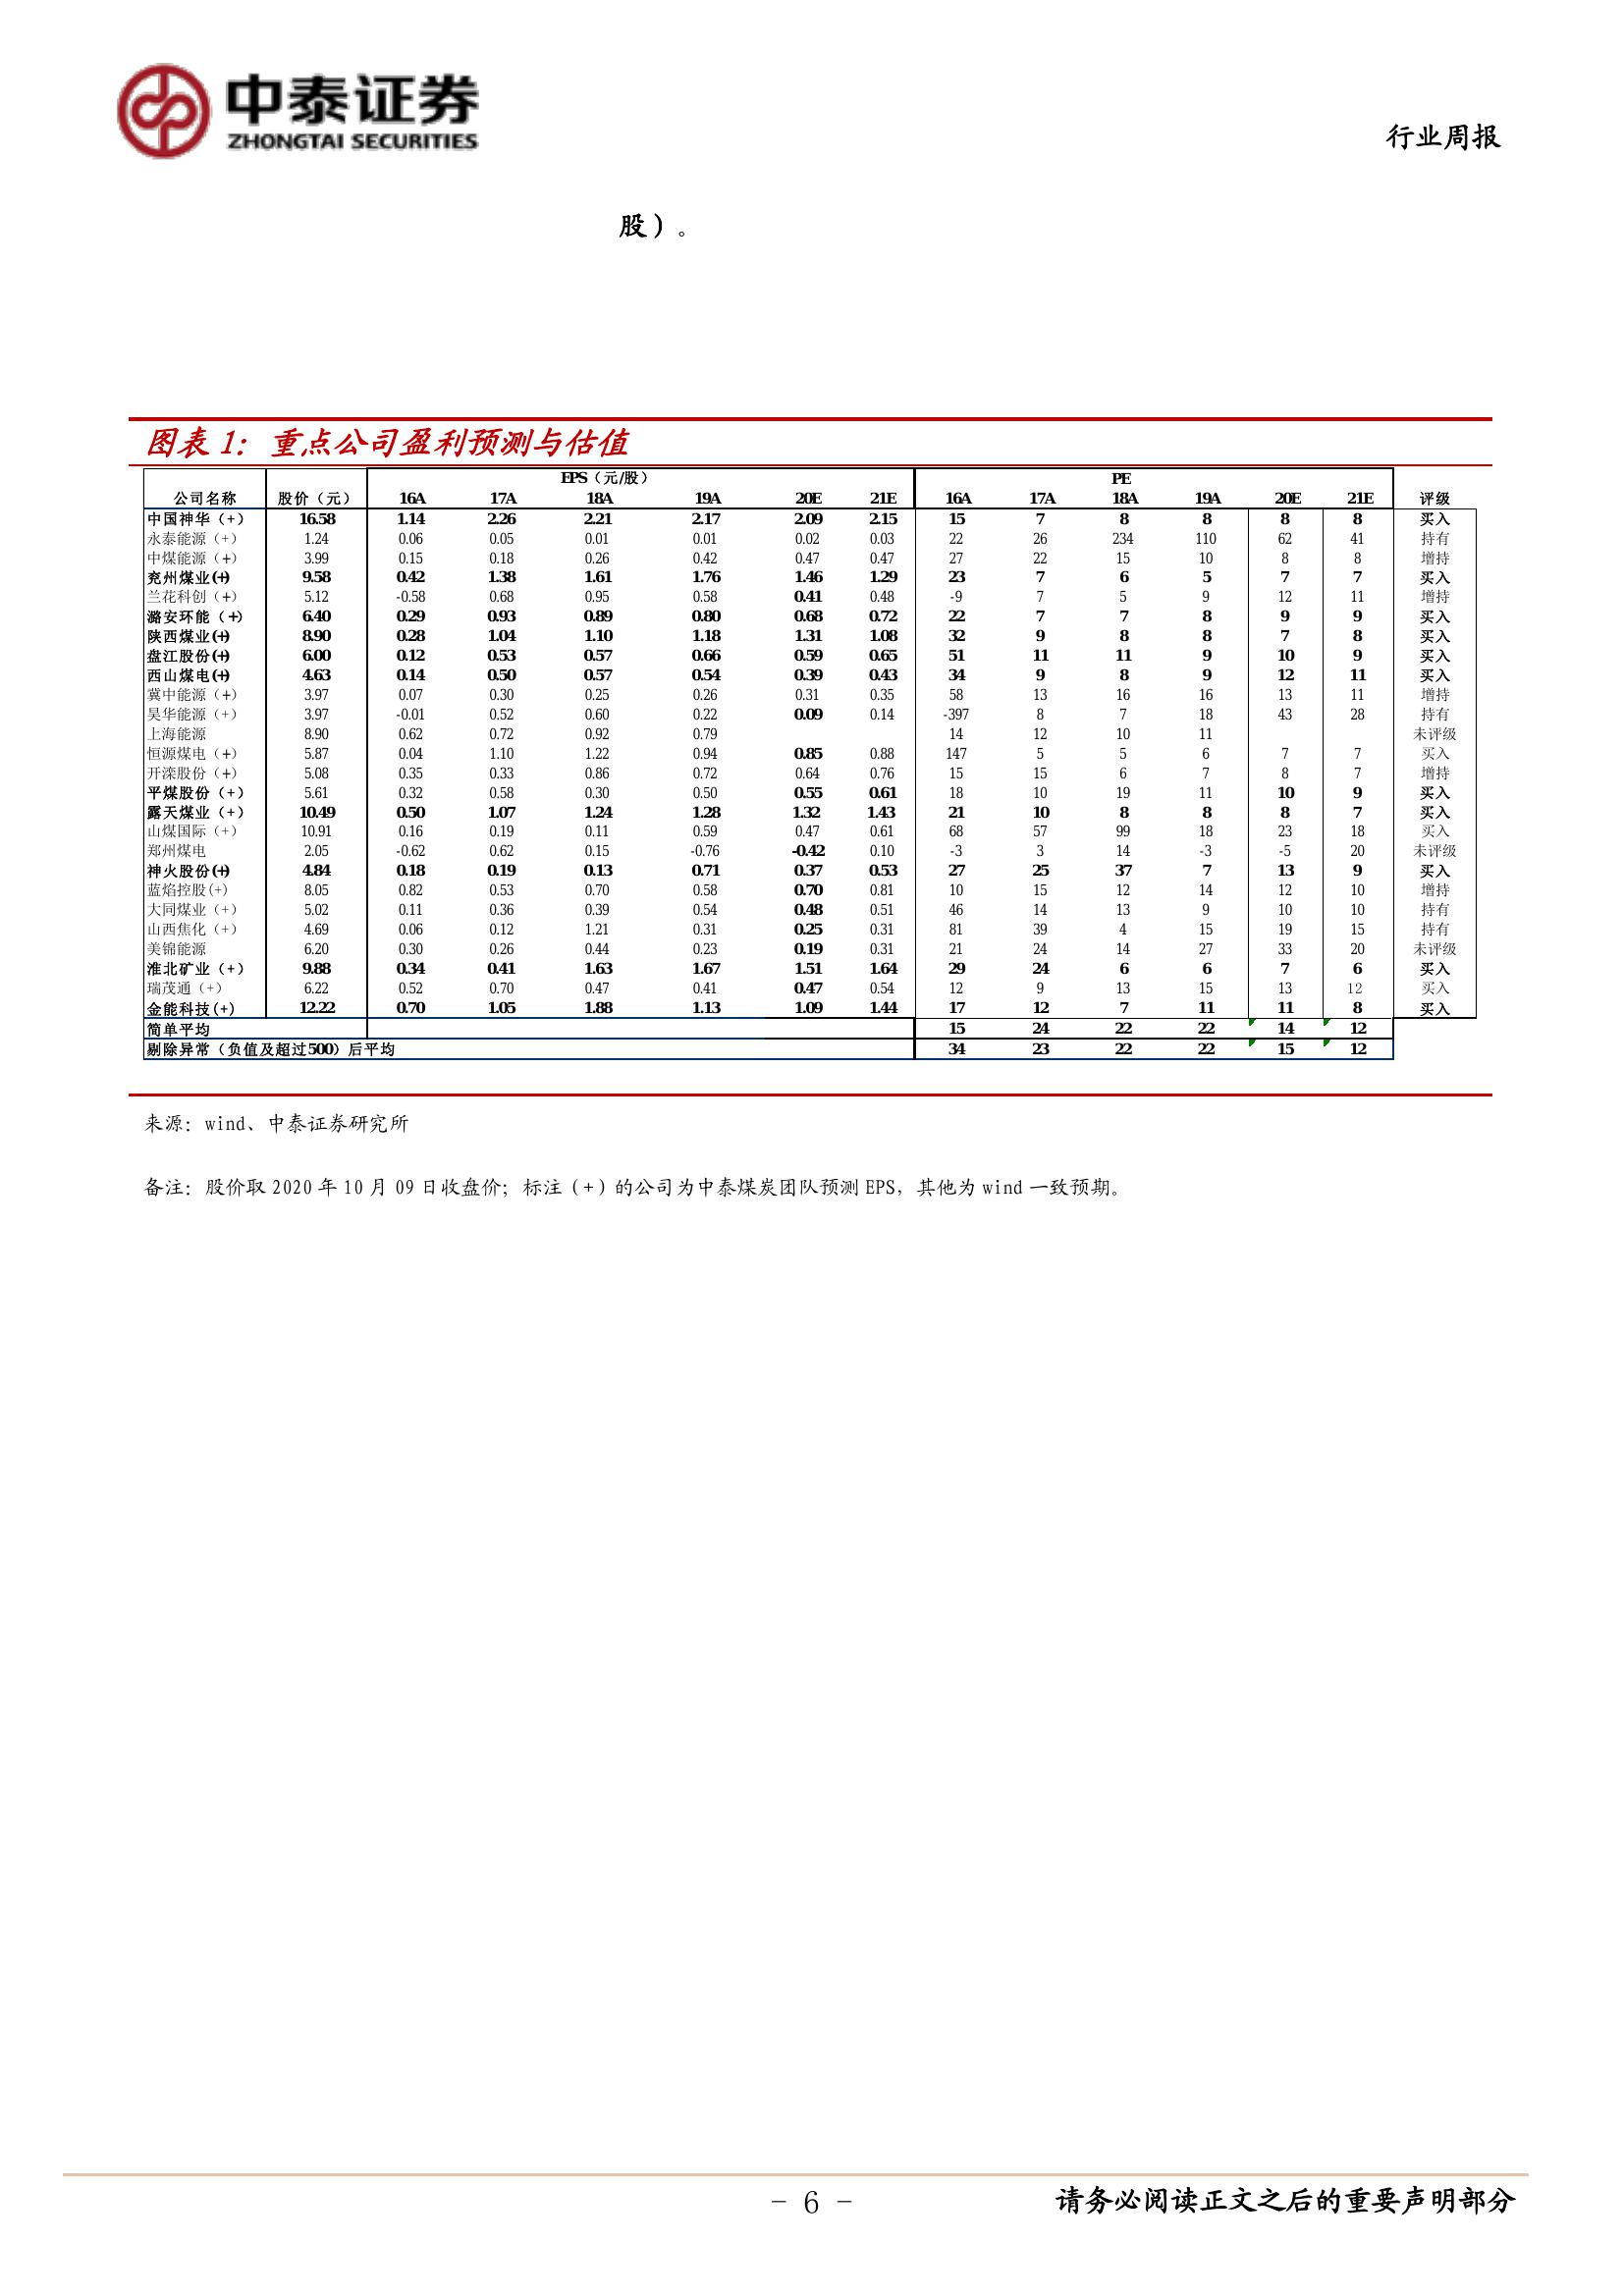 中泰证券
ZHONGTAI SECURITIES
行业周报
股）。
图表 1：重点公司盈利预测与估值
EPS（元/股） PE
公司名称 股价（元） 16A 17A 18A 19A 20E 21E 16A 17A 18A 19A 20E 21E 评级
中国神华（+） 16.58 1.14 2.26 2.21 2.17 2.09 2.15 15 7 8 8 8 8 买入
永泰能源（+） 1.24 0.06 0.05 0.01 0.01 0.02 0.03 22 26 234 110 62 41 持有
中煤能源（+） 3.99 0.15 0.18 0.26 0.42 0.47 0.47 27 22 15 10 8 8 增持
兖州煤业(+) 9.58 0.42 1.38 1.61 1.76 1.46 1.29 23 7 6 5 7 7 买入
兰花科创（+） 5.12 -0.58 0.68 0.95 0.58 0.41 0.48 -9 7 5 9 12 11 增持
潞安环能（+） 6.40 0.29 0.93 0.89 0.80 0.68 0.72 22 7 7 8 9 9 买入
陕西煤业(+) 8.90 0.28 1.04 1.10 1.18 1.31 1.08 32 9 8 8 7 8 买入
盘江股份(+) 6.00 0.12 0.53 0.57 0.66 0.59 0.65 51 11 11 9 10 9 买入
西山煤电(+) 4.63 0.14 0.50 0.57 0.54 0.39 0.43 34 9 8 9 12 11 买入
冀中能源（+） 3.97 0.07 0.30 0.25 0.26 0.31 0.35 58 13 16 16 13 11 增持
昊华能源（+） 3.97 -0.01 0.52 0.60 0.22 0.09 0.14 -397 8 7 18 43 28 持有
上海能源 8.90 0.62 0.72 0.92 0.79 14 12 10 11 未评级
恒源煤电（+） 5.87 0.04 1.10 1.22 0.94 0.85 0.88 147 5 5 6 7 7 买入
开滦股份（+） 5.08 0.35 0.33 0.86 0.72 0.64 0.76 15 15 6 7 8 7 增持
平煤股份（+） 5.61 0.32 0.58 0.30 0.50 0.55 0.61 18 10 19 11 10 9 买入
露天煤业（+） 10.49 0.50 1.07 1.24 1.28 1.32 1.43 21 10 8 8 8 7 买入
山煤国际（+） 10.91 0.16 0.19 0.11 0.59 0.47 0.61 68 57 99 18 23 18 买入
郑州煤电 2.05 -0.62 0.62 0.15 -0.76 -0.42 0.10 -3 3 14 -3 -5 20 未评级
神火股份(+) 4.84 0.18 0.19 0.13 0.71 0.37 0.53 27 25 37 7 13 9 买入
蓝焰控股(+) 8.05 0.82 0.53 0.70 0.58 0.70 0.81 10 15 12 14 12 10 增持
大同煤业（+） 5.02 0.11 0.36 0.39 0.54 0.48 0.51 46 14 13 9 10 10 持有
山西焦化（+） 4.69 0.06 0.12 1.21 0.31 0.25 0.31 81 39 4 15 19 15 持有
美锦能源 6.20 0.30 0.26 0.44 0.23 0.19 0.31 21 24 14 27 33 20 未评级
淮北矿业（+） 9.88 0.34 0.41 1.63 1.67 1.51 1.64 29 24 6 6 7 6 买入
瑞茂通（+） 6.22 0.52 0.70 0.47 0.41 0.47 0.54 12 9 13 15 13 12 买入
金能科技(+) 12.22 0.70 1.05 1.88 1.13 1.09 1.44 17 12 7 11 11 8 买入
简单平均 15 24 22 22 14 12
剔除异常（负值及超过500）后平均 34 23 22 22 15 12
来源：wind、中泰证券研究所
备注：股价取 2020 年 10 月 09 日收盘价；标注（+）的公司为中泰煤炭团队预测 EPS，其他为 wind 一致预期。
- 6 -
请务必阅读正文之后的重要声明部分